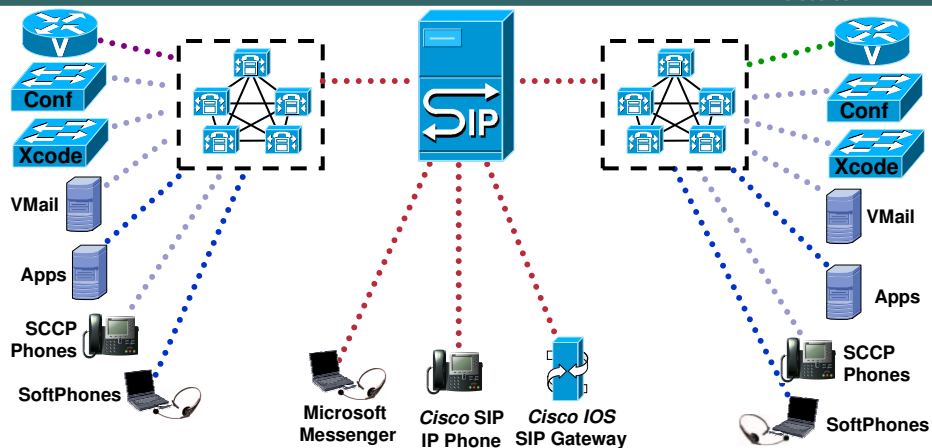 V
V
Conf
Conf
SIP
Xcode
Xcode
VMail
VMail
Apps
Apps
SCCP
Phones
SCCP
Phones
SoftPhones
SoftPhones
Microsoft
Messenger
Cisco SIP
IP Phone
Cisco IOS
SIP Gateway